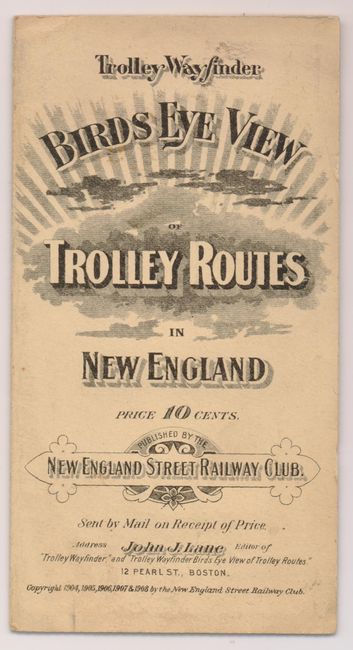 Trolley Wayfinder
BIRDS EYE VIEW
OF
TROLLEY ROUTES
IN
NEW ENGLAND
PRICE 10 CENTS.
PUBLISHED BY THE
NEW ENGLAND STREET RAILWAY CLUB.
Sent by Mail on Receipt of Price.
Address John J. Lane Editor of
"Trolley Wayfinder," and "Trolley Wayfinder Birds Eye View of Trolley Routes."
12 PEARL ST., BOSTON.
Copyright 1904, 1905, 1906, 1907 & 1908 by the New England Street Railway Club.